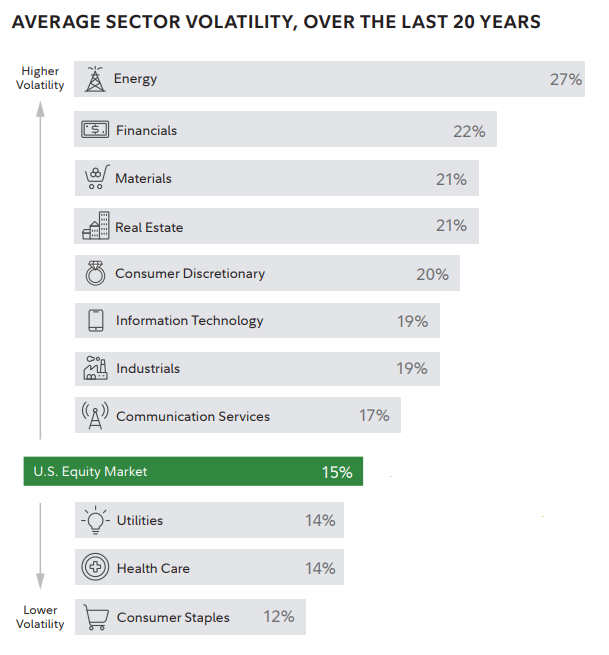 AVERAGE SECTOR VOLATILITY, OVER THE LAST 20 YEARS
Higher
Volatility
Energy 27%
$
Financials 22%
Materials 21%
Real Estate 21%
Consumer Discretionary 20%
Information Technology 19%
Industrials 19%
Communication Services 17%
U.S. Equity Market 15%
Utilities 14%
Health Care 14%
Lower
Volatility
Consumer Staples 12%